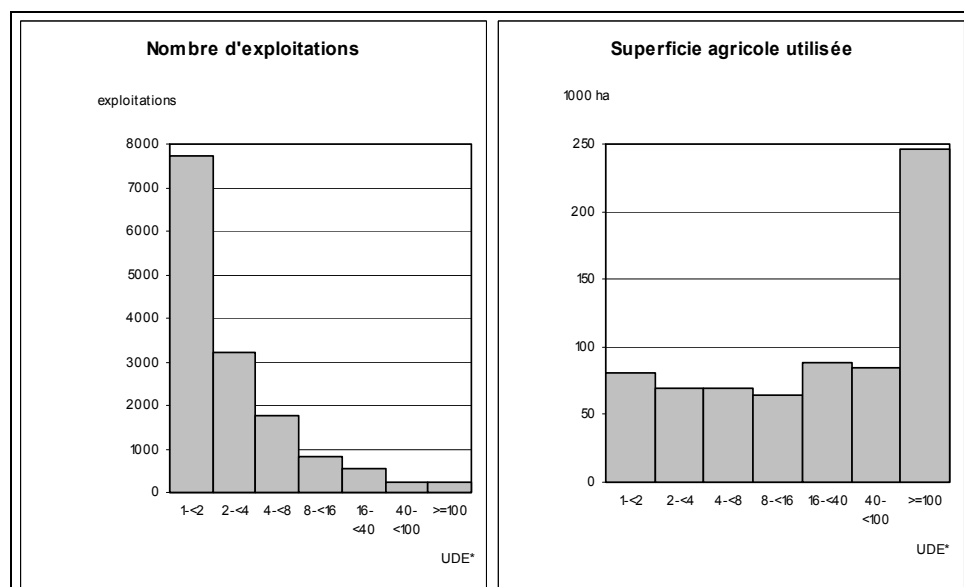 Nombre d'exploitations
exploitations
8000
7000
6000
5000
4000
3000
2000
1000
0
1-<2 2-<4 4-<8 8-<16 16- 40- >=100
<40 <100
UDE*
Superficie agricole utilisée
1000 ha
250
200
150
100
50
0
1-<2 2-<4 4-<8 8-<16 16-<40 40- >=100
<100
UDE*